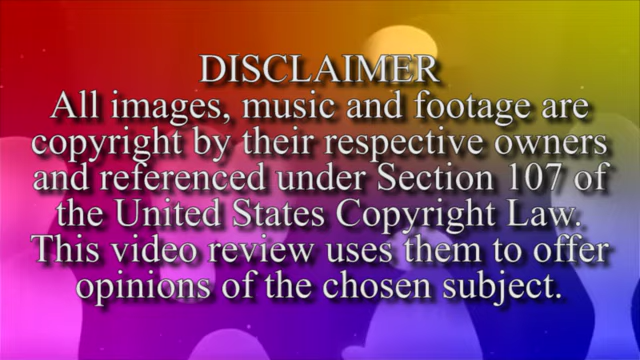 DISCLAIMER
All images, music and footage are
copyright by their respective owners
and referenced under Section 107 of
the United States Copyright Law.
This video review uses them to offer
opinions of the chosen subject.